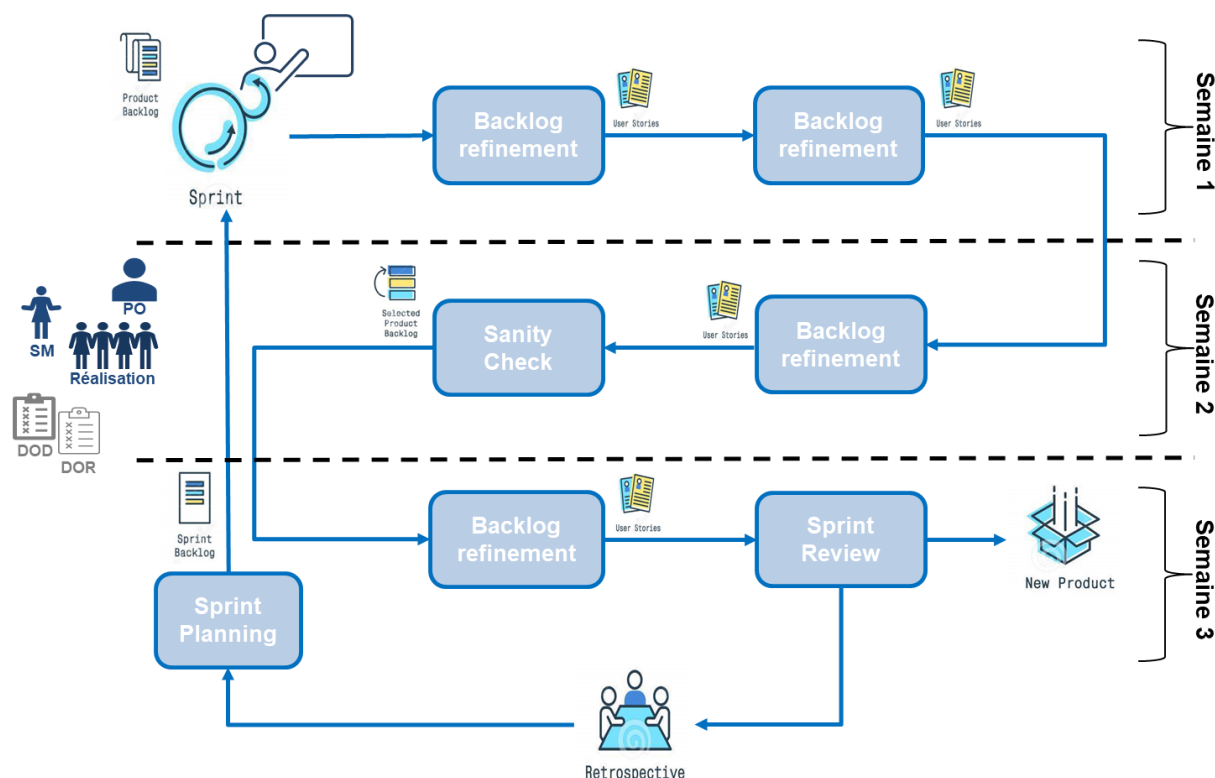 Product
Backlog
Sprint
Backlog
refinement
User Stories
Backlog
refinement
User Stories
Semaine 1
PO
SM
Réalisation
DOD
DOR
Selected
Product
Backlog
Sanity
Check
User Stories
Backlog
refinement
Semaine 2
Sprint
Backlog
Sprint
Planning
Backlog
refinement
User Stories
Sprint
Review
New Product
Semaine 3
Retrospective